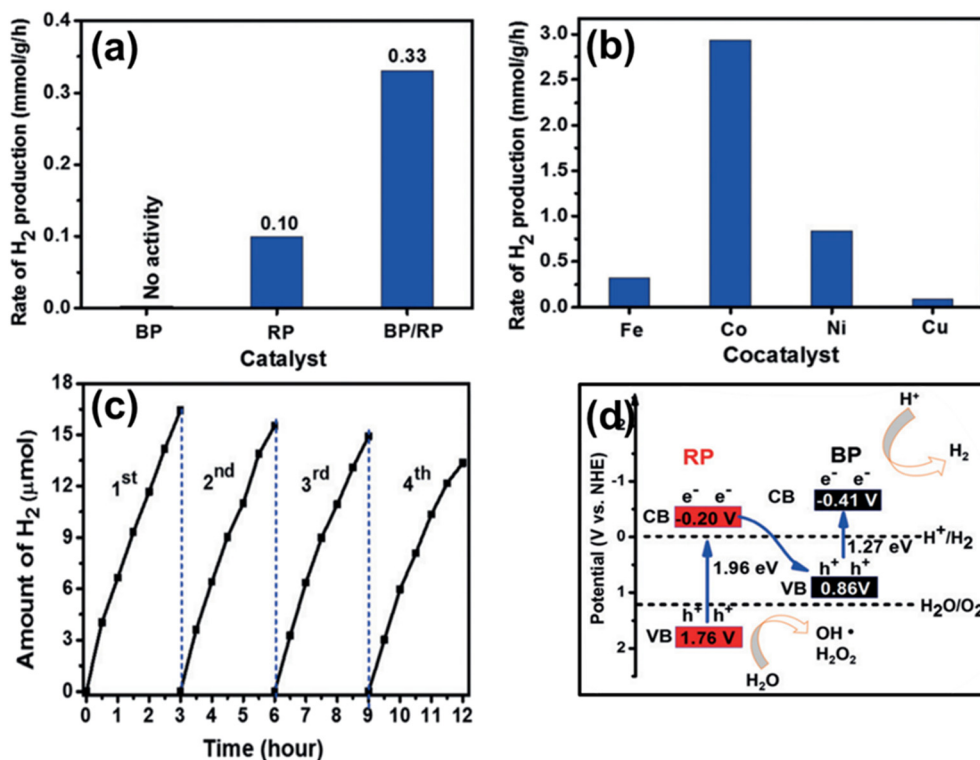 (a)
Rate of H2 production (mmol/g/h)
0.4
0.3
0.2
0.1
0.0
No activity
0.10
0.33
BP
RP
BP/RP
Catalyst
(b)
Rate of H2 production (mmol/g/h)
3.0
2.5
2.0
1.5
1.0
0.5
0.0
Fe
Co
Ni
Cu
Cocatalyst
(c)
Amount of H2 (μmol)
18
15
12
9
6
3
0
1st
2nd
3rd
4th
0 1 2 3 4 5 6 7 8 9 10 11 12
Time (hour)
(d)
Potential (V vs. NHE)
-1
0
1
2
RP
BP
H+
H2
e- e-
CB
-0.20 V
e- e-
CB
-0.41 V
H+/H2
1.96 eV
1.27 eV
h+ h+
VB
0.86V
H2O/O2
h+ h+
VB
1.76 V
OH •
H2O2
H2O